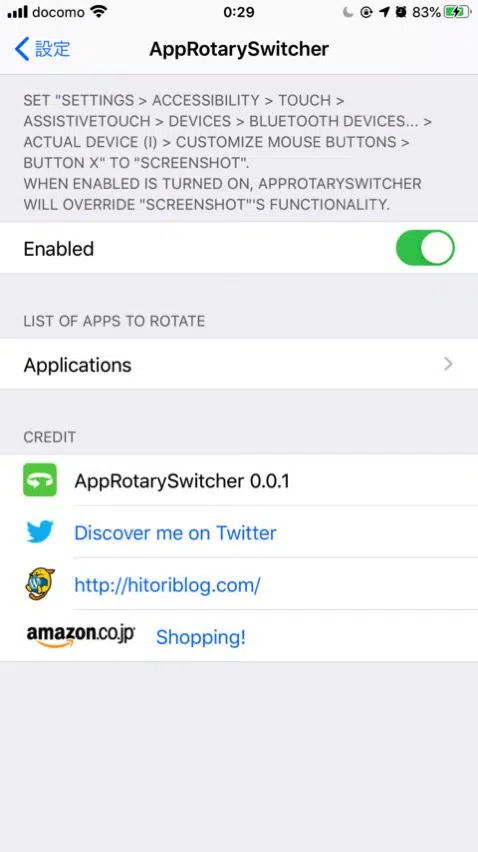 docomo 0:29 83%
設定 AppRotarySwitcher
SET "SETTINGS > ACCESSIBILITY > TOUCH >
ASSISTIVETOUCH > DEVICES > BLUETOOTH DEVICES... >
ACTUAL DEVICE (I) > CUSTOMIZE MOUSE BUTTONS >
BUTTON X" TO "SCREENSHOT".
WHEN ENABLED IS TURNED ON, APPROTARYSWITCHER
WILL OVERRIDE "SCREENSHOT"'S FUNCTIONALITY.
Enabled
LIST OF APPS TO ROTATE
Applications
CREDIT
AppRotarySwitcher 0.0.1
Discover me on Twitter
http://hitoriblog.com/
amazon.co.jp Shopping!